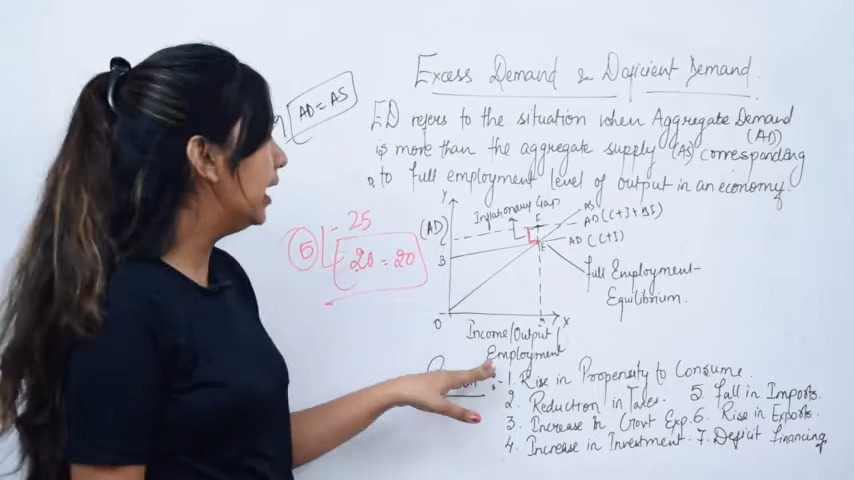 Excess Demand & Deficient Demand.
AD = AS
ED refers to the situation when Aggregate Demand
(AD)
is more than the aggregate supply (AS) corresponding
to full employment level of output in an economy.
Y
(AD)
Inflationary Gap
F
AS
AD (C+I+ΔI)
AD (C+I)
C
B
E
O
M
X
Full Employment
Equilibrium.
Income/Output/
Employment
25
5
20 = 20
:- 1. Rise in Propensity to Consume.
2. Reduction in Taxes. 5. Fall in Imports.
3. Increase in Govt Exp. 6. Rise in Exports.
4. Increase in Investment. 7. Deficit Financing